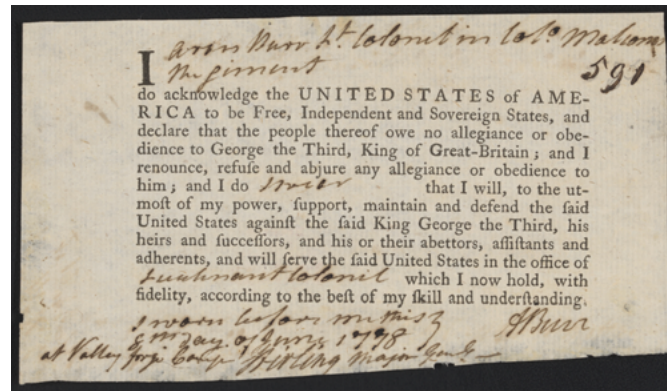 I Aron Burr Lt. Colonel in Colo. Malcoms
Regiment
591
do acknowledge the UNITED STATES of AME-
RICA to be Free, Independent and Sovereign States, and
declare that the people thereof owe no allegiance or obe-
dience to George the Third, King of Great-Britain; and I
renounce, refuſe and abjure any allegiance or obedience to
him; and I do swear that I will, to the ut-
moſt of my power, ſupport, maintain and defend the ſaid
United States againſt the ſaid King George the Third, his
heirs and ſucceſſors, and his or their abettors, aſſiſtants and
adherents, and will ſerve the ſaid United States in the office of
Lieutenant Colonel which I now hold, with
fidelity, according to the beſt of my ſkill and underſtanding.
Sworn before me this
Day of June 1778 ABurr
at Valley forge Camp Stirling Major Genl